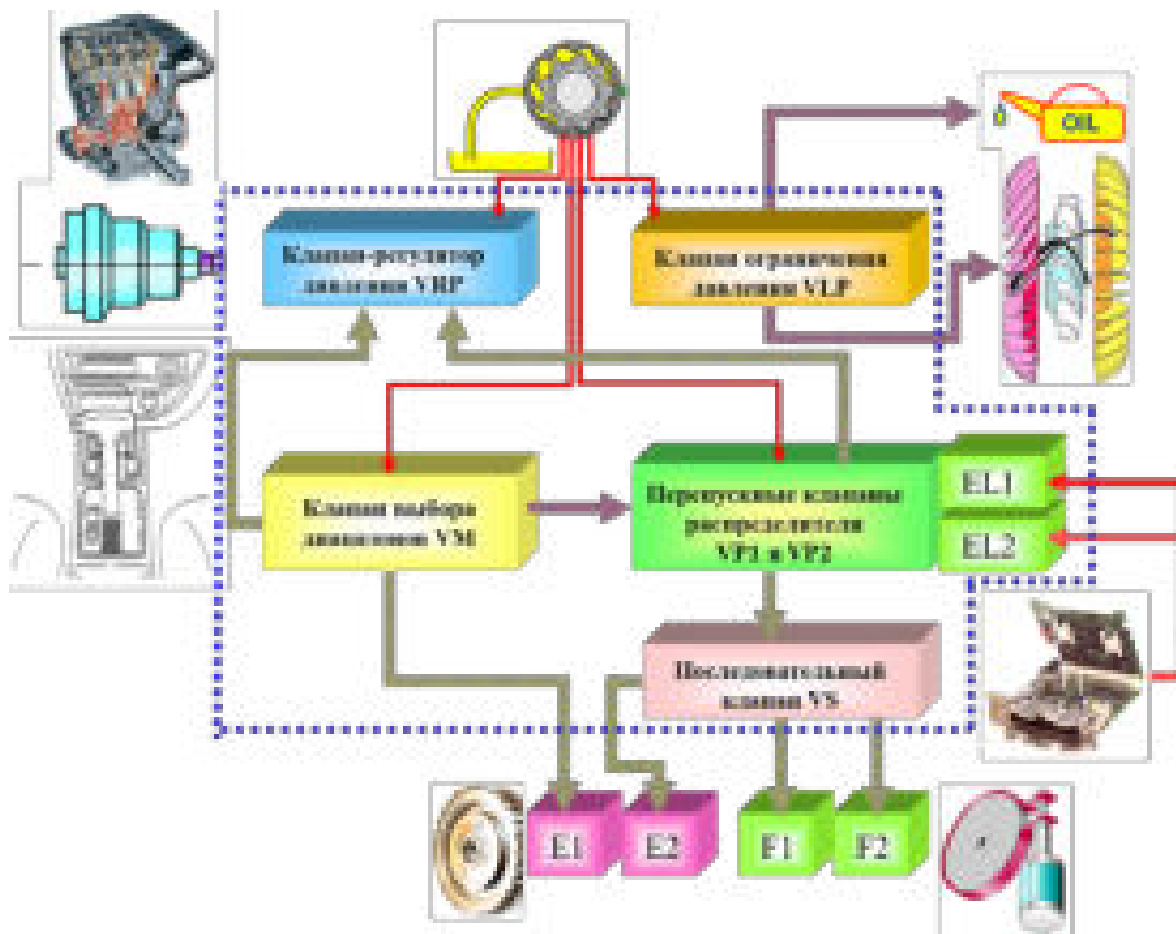 OIL
Клапан-регулятор
давления VRP
Клапан ограничения
давления VLP
Клапан выбора
диапазонов VM
Перепускные клапаны
распределителя
VP1 и VP2
EL1
EL2
Последовательный
клапан VS
E1
E2
F1
F2